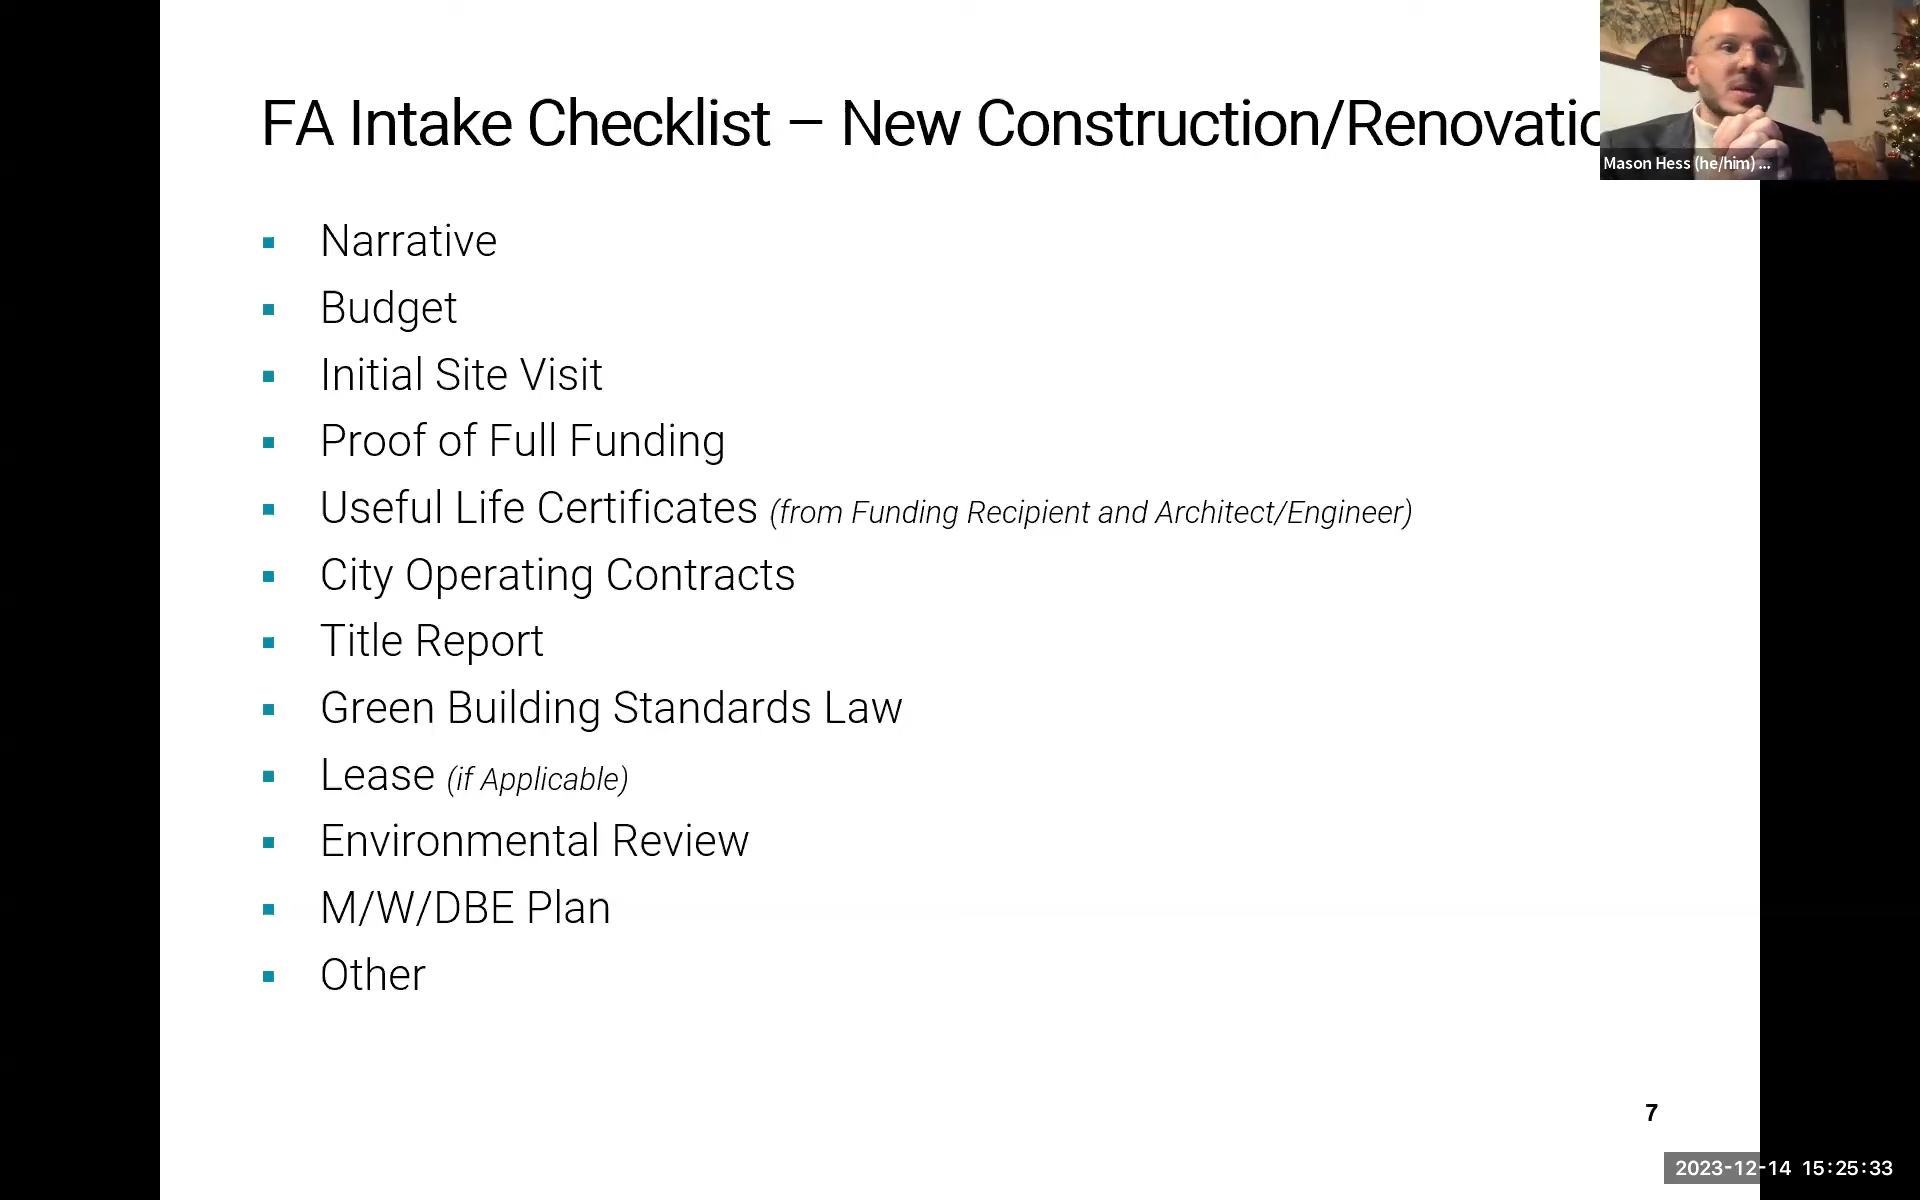 FA Intake Checklist – New Construction/Renovatio
Mason Hess (he/him) ...
Narrative
Budget
Initial Site Visit
Proof of Full Funding
Useful Life Certificates (from Funding Recipient and Architect/Engineer)
City Operating Contracts
Title Report
Green Building Standards Law
Lease (if Applicable)
Environmental Review
M/W/DBE Plan
Other
7
2023-12-14 15:25:33